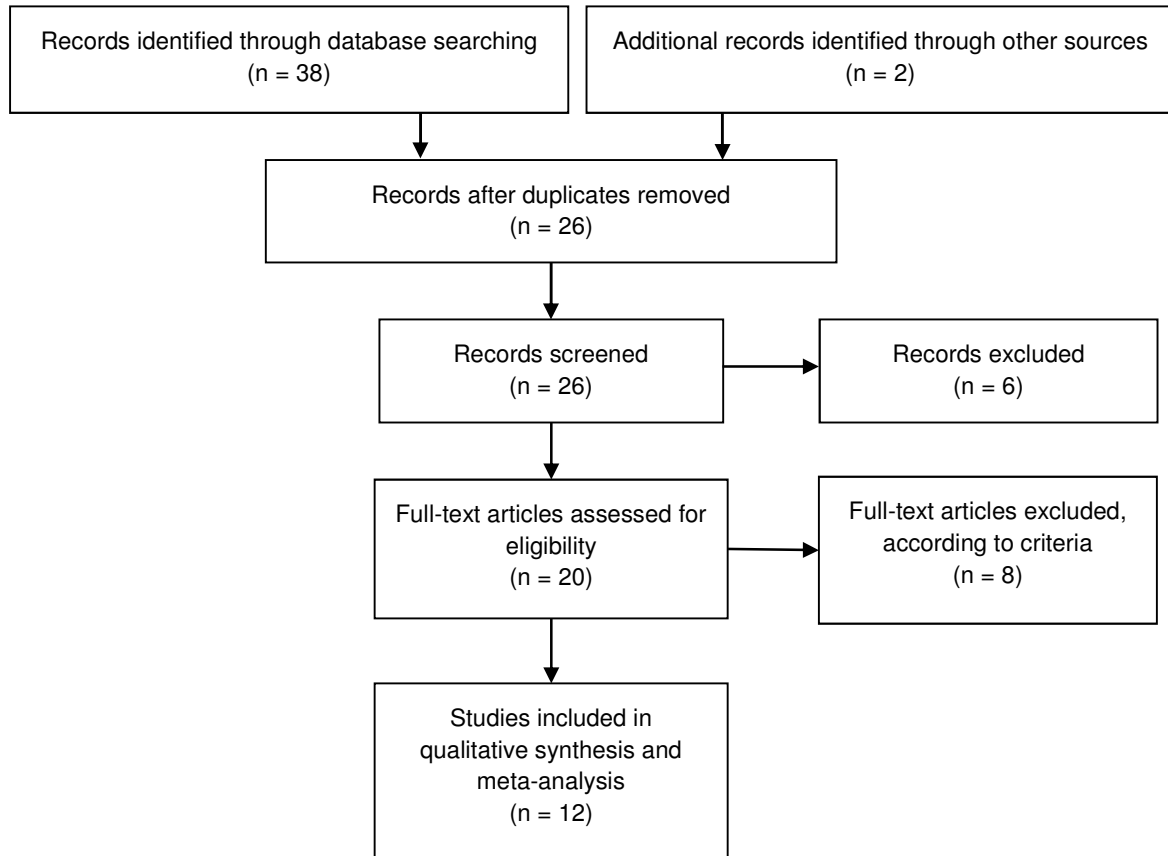 Records identified through database searching
(n = 38)
Additional records identified through other sources
(n = 2)
Records after duplicates removed
(n = 26)
Records screened
(n = 26)
Records excluded
(n = 6)
Full-text articles assessed for
eligibility
(n = 20)
Full-text articles excluded,
according to criteria
(n = 8)
Studies included in
qualitative synthesis and
meta-analysis
(n = 12)